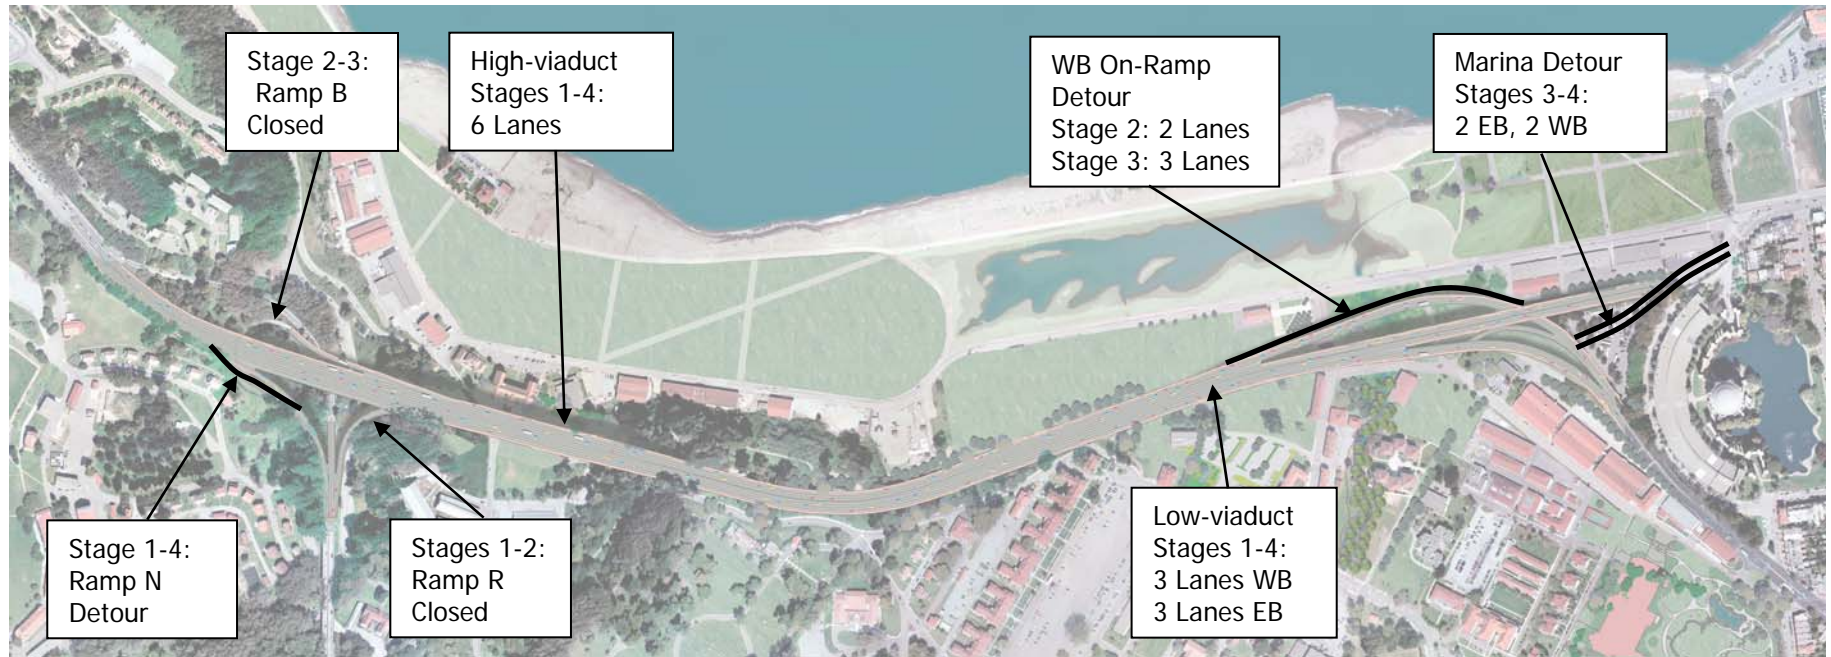 Stage 2-3:
Ramp B
Closed
High-viaduct
Stages 1-4:
6 Lanes
WB On-Ramp
Detour
Stage 2: 2 Lanes
Stage 3: 3 Lanes
Marina Detour
Stages 3-4:
2 EB, 2 WB
Stage 1-4:
Ramp N
Detour
Stages 1-2:
Ramp R
Closed
Low-viaduct
Stages 1-4:
3 Lanes WB
3 Lanes EB